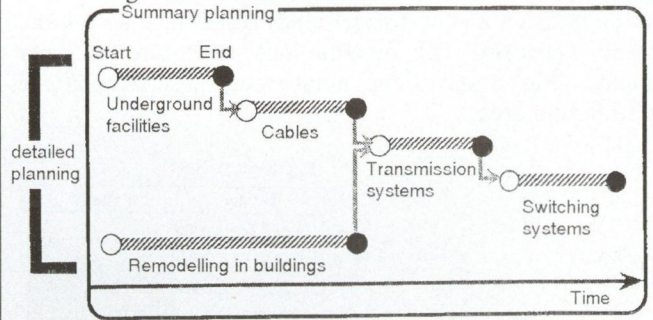 Summary planning
Start
End
Underground
facilities
Cables
detailed
planning
Transmission
systems
Switching
systems
Remodelling in buildings
Time